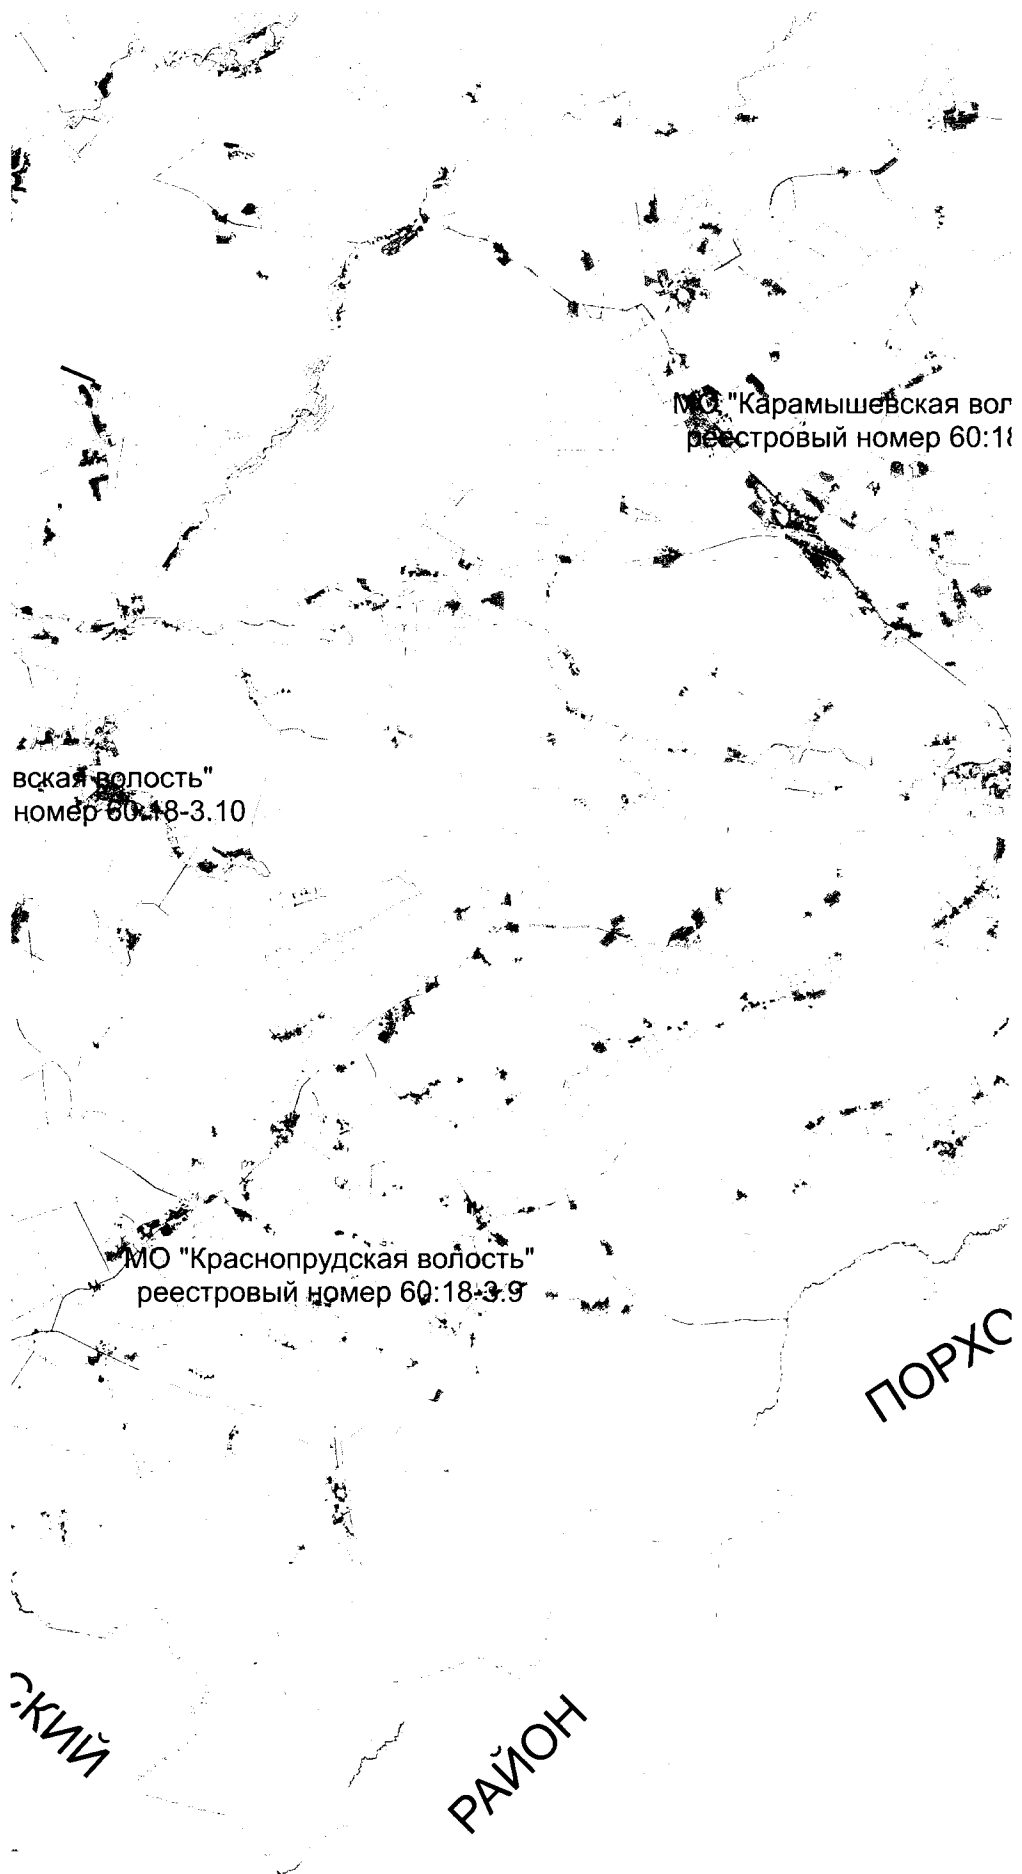 МО "Карамышевская вол
реестровый номер 60:18
вская волость"
номер 60:18-3.10
МО "Краснопрудская волость"
реестровый номер 60:18-3.9
ПОРХО
СКИЙ
РАЙОН